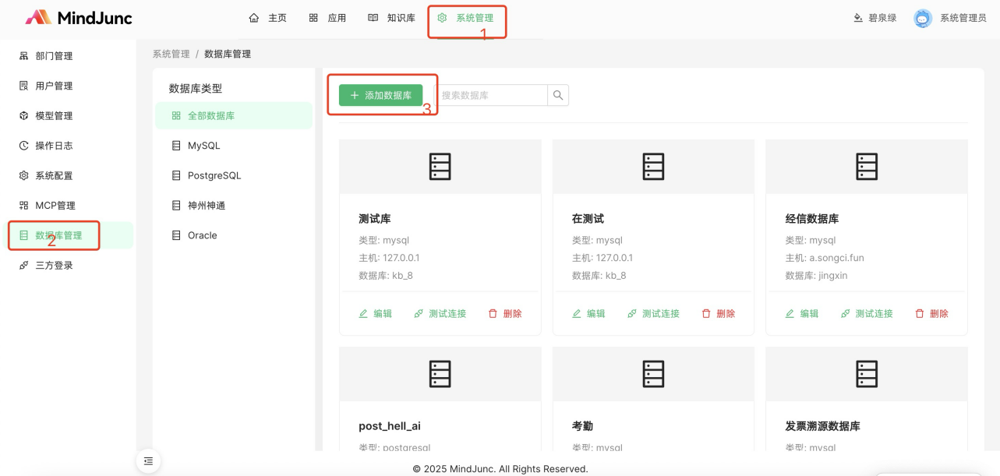 MindJunc
主页
应用
知识库
系统管理
1
碧泉绿
系统管理员
部门管理
用户管理
模型管理
操作日志
系统配置
MCP管理
数据库管理
2
三方登录
系统管理 / 数据库管理
数据库类型
全部数据库
MySQL
PostgreSQL
神州神通
Oracle
+ 添加数据库
3
搜索数据库
测试库
类型: mysql
主机: 127.0.0.1
数据库: kb_8
编辑 测试连接 删除
在测试
类型: mysql
主机: 127.0.0.1
数据库: kb_8
编辑 测试连接 删除
经信数据库
类型: mysql
主机: a.songci.fun
数据库: jingxin
编辑 测试连接 删除
post_hell_ai
类型: postgresql
考勤
类型: mysql
发票溯源数据库
类型: mysql
© 2025 MindJunc. All Rights Reserved.